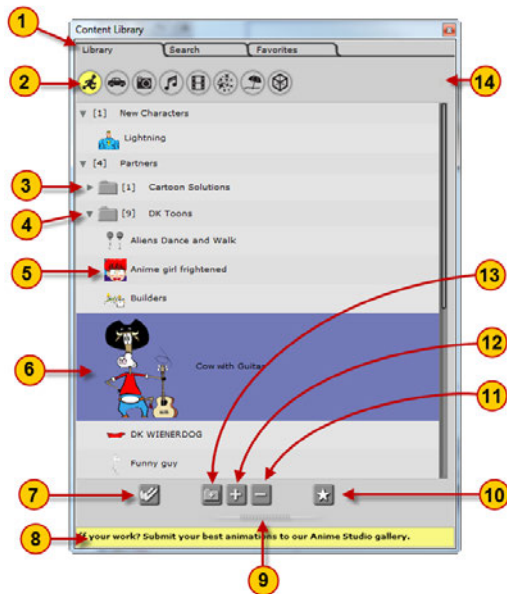 Content Library
1
Library
Search
Favorites
2
14
[1] New Characters
Lightning
[4] Partners
3
[1] Cartoon Solutions
4
[9] DK Toons
Aliens Dance and Walk
5
Anime girl frightened
13
Builders
12
6
Cow with Guitar
11
DK WIENERDOG
Funny guy
7
10
8
your work? Submit your best animations to our Anime Studio gallery.
9